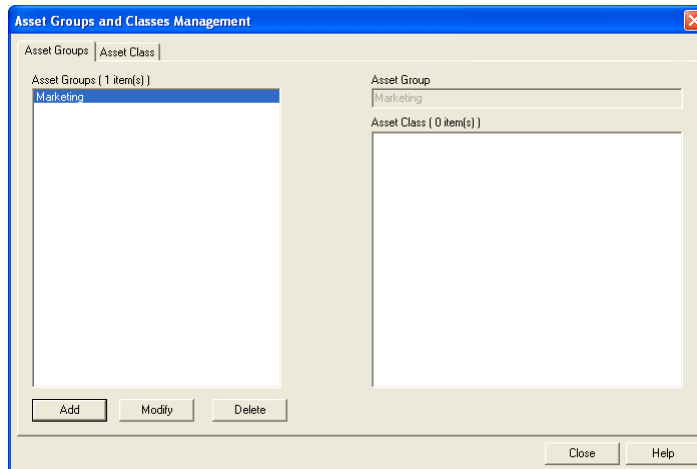 Asset Groups and Classes Management
Asset Groups Asset Class
Asset Groups ( 1 item(s) )
Marketing
Asset Group
Marketing
Asset Class ( 0 item(s) )
Add Modify Delete
Close Help